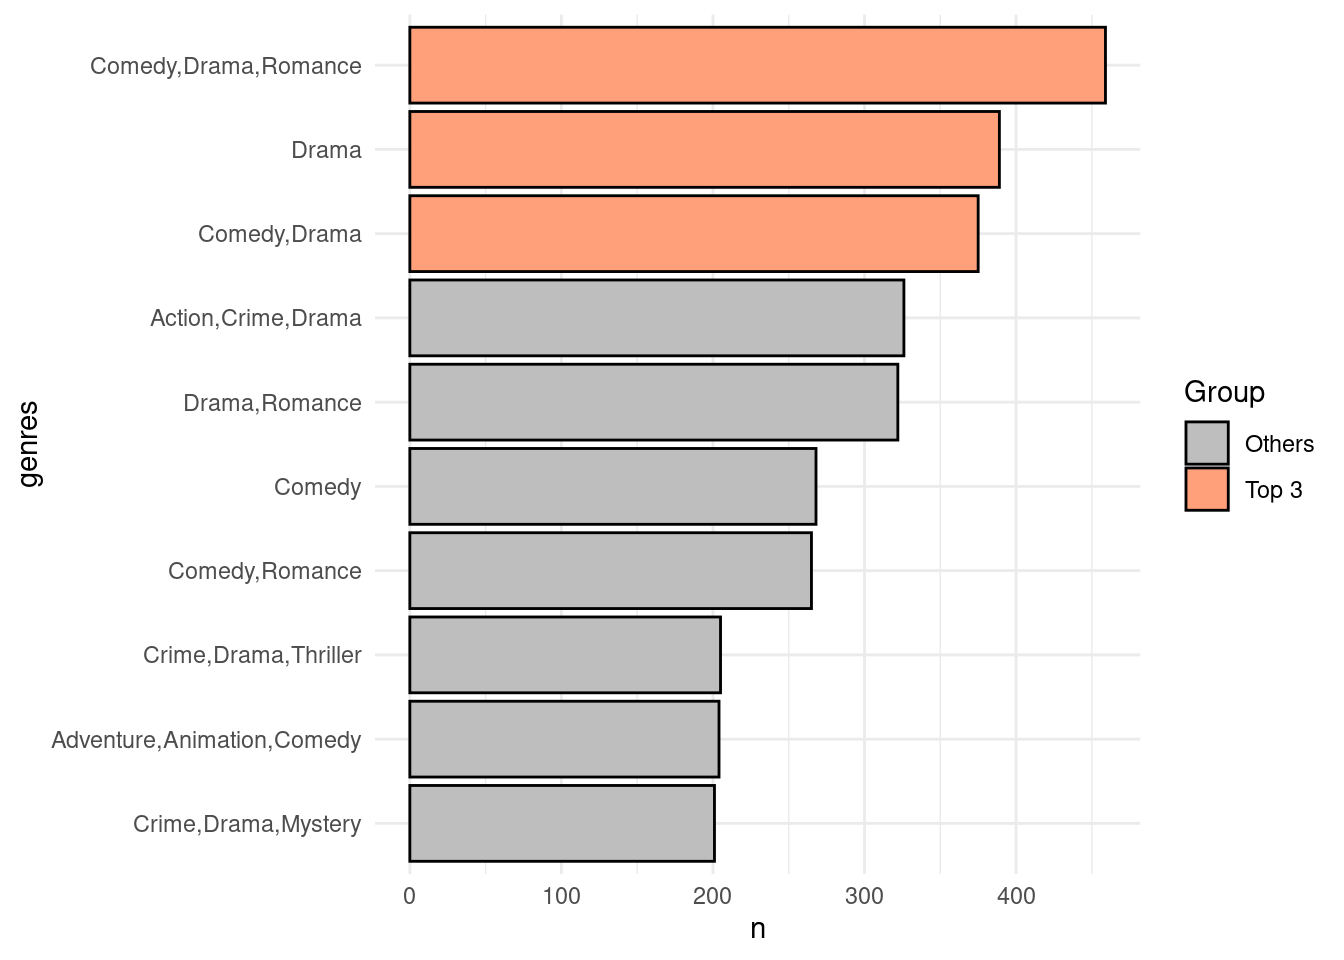 Comedy,Drama,Romance
Drama
Comedy,Drama
Action,Crime,Drama
Drama,Romance
Comedy
Comedy,Romance
Crime,Drama,Thriller
Adventure,Animation,Comedy
Crime,Drama,Mystery
genres
0 100 200 300 400
n
Group
Others
Top 3